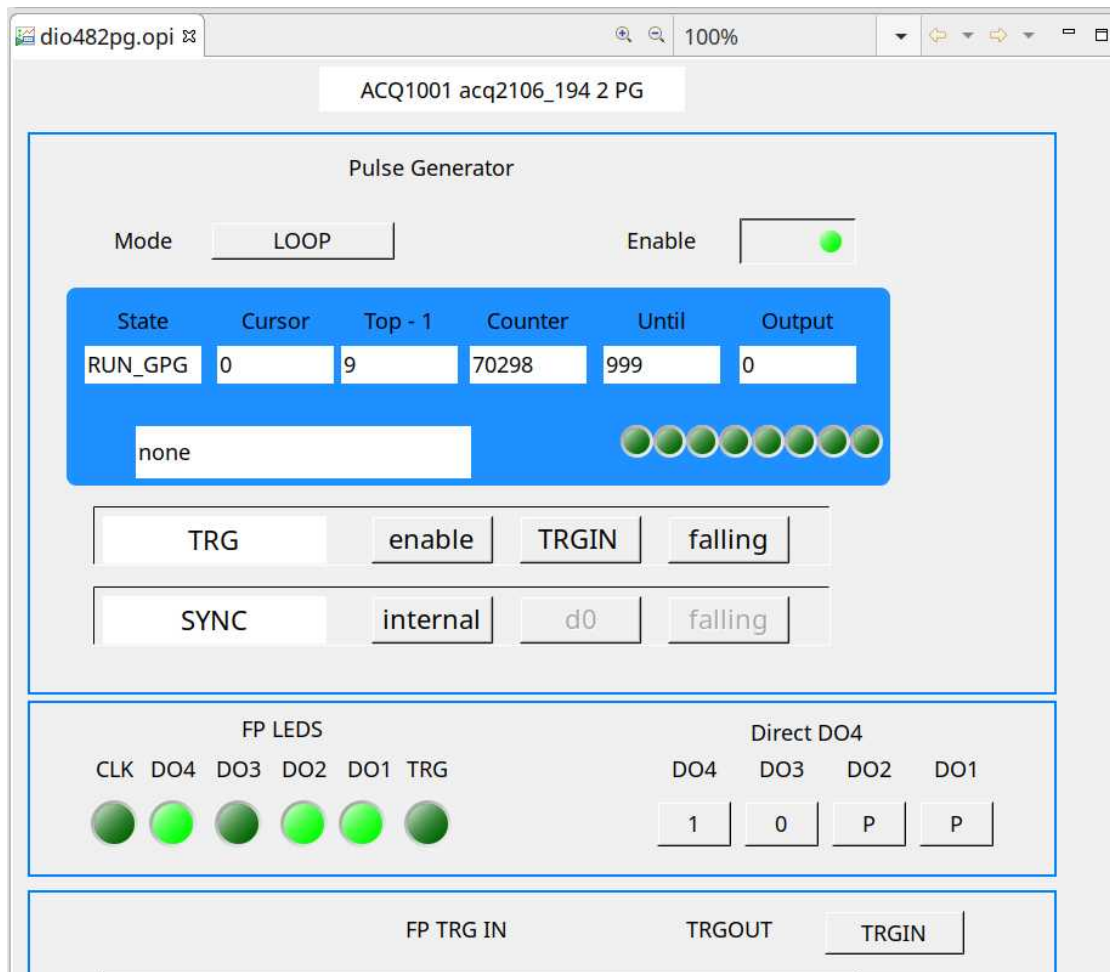 dio482pg.opi
100%
ACQ1001 acq2106_194 2 PG
Pulse Generator
Mode LOOP Enable
State Cursor Top - 1 Counter Until Output
RUN_GPG 0 9 70298 999 0
none
TRG enable TRGIN falling
SYNC internal d0 falling
FP LEDS Direct DO4
CLK DO4 DO3 DO2 DO1 TRG DO4 DO3 DO2 DO1
1 0 P P
FP TRG IN TRGOUT TRGIN